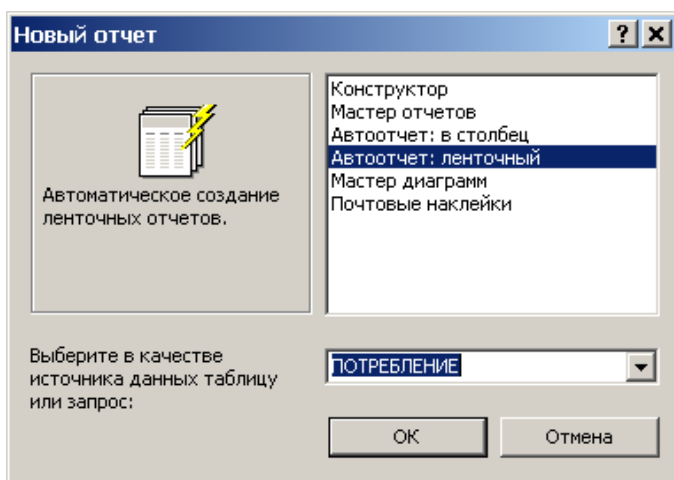 Новый отчет
Конструктор
Мастер отчетов
Автоотчет: в столбец
Автоотчет: ленточный
Мастер диаграмм
Почтовые наклейки
Автоматическое создание
ленточных отчетов.
Выберите в качестве
источника данных таблицу
или запрос:
ПОТРЕБЛЕНИЕ
ОК
Отмена